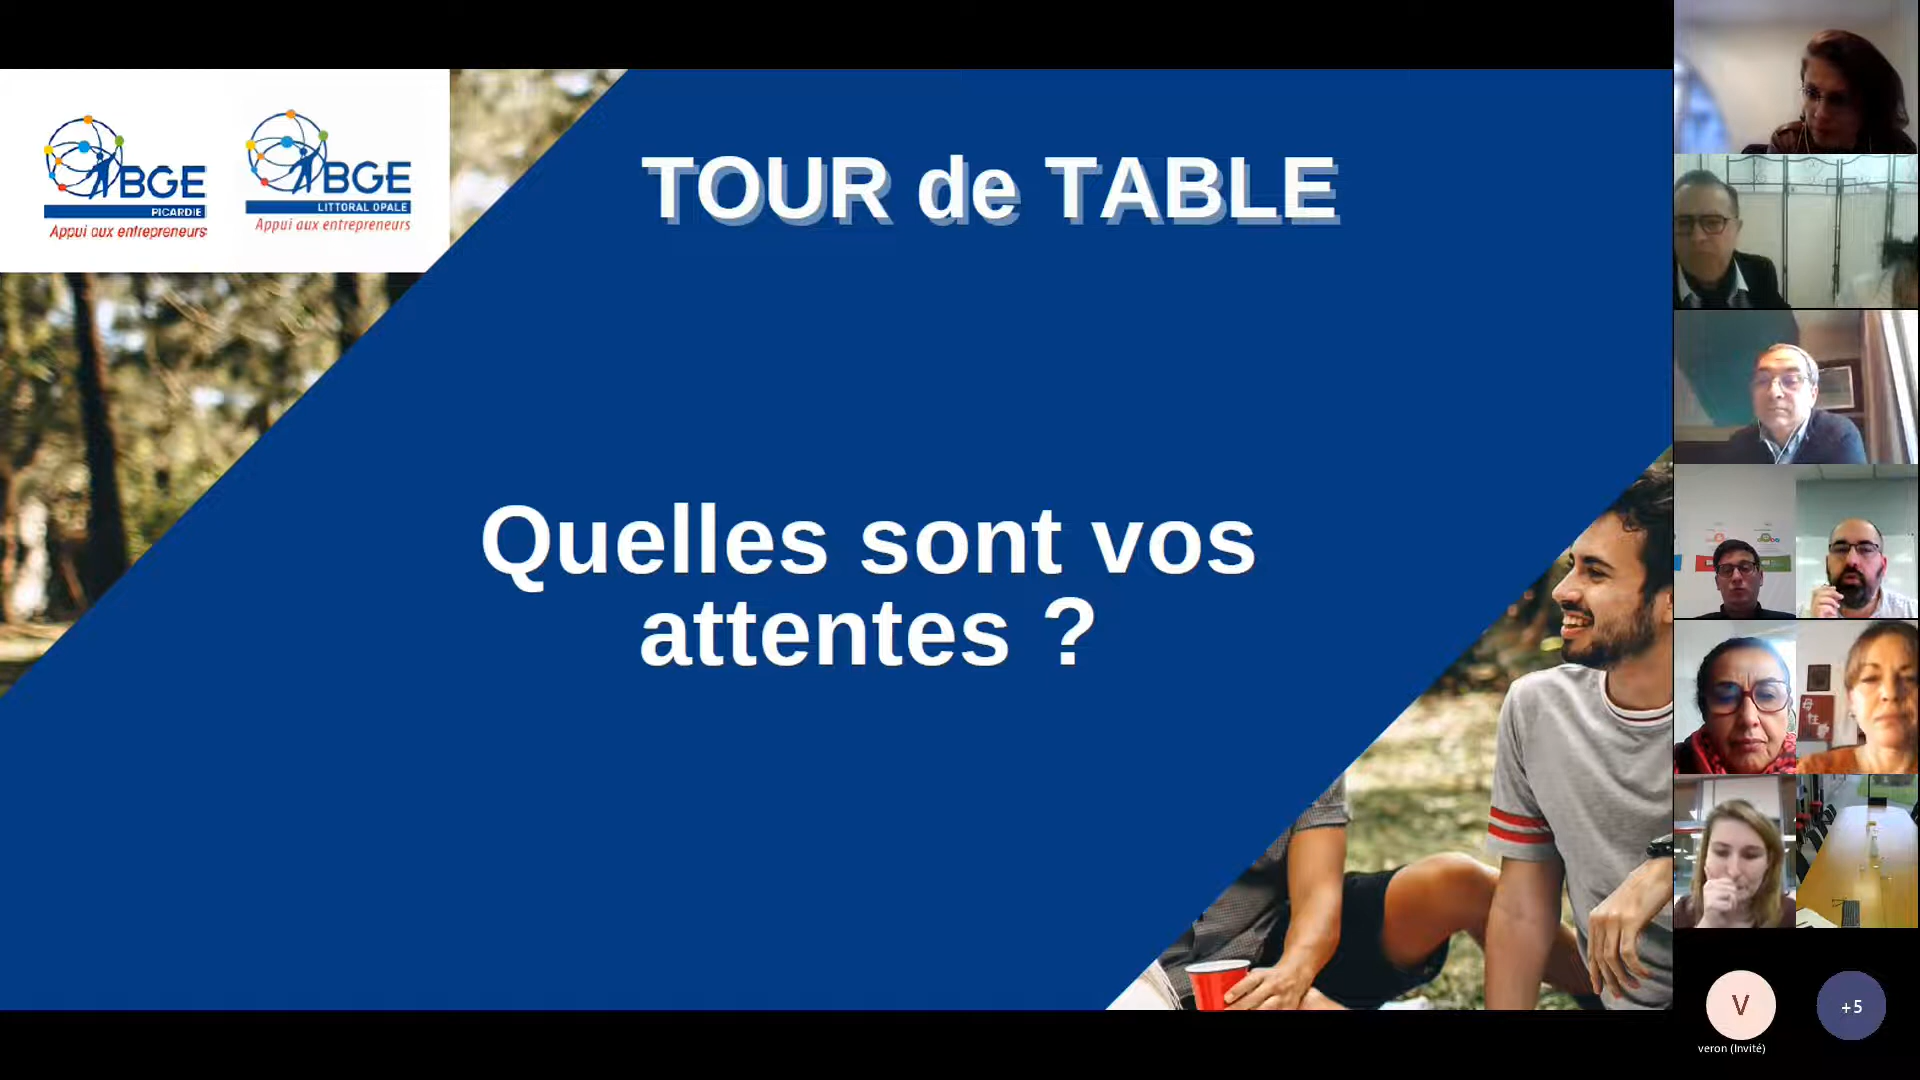 BGE
PICARDIE
Appui aux entrepreneurs
BGE
LITTORAL OPALE
Appui aux entrepreneurs
TOUR de TABLE
Quelles sont vos
attentes ?
V
veron (Invité)
+5